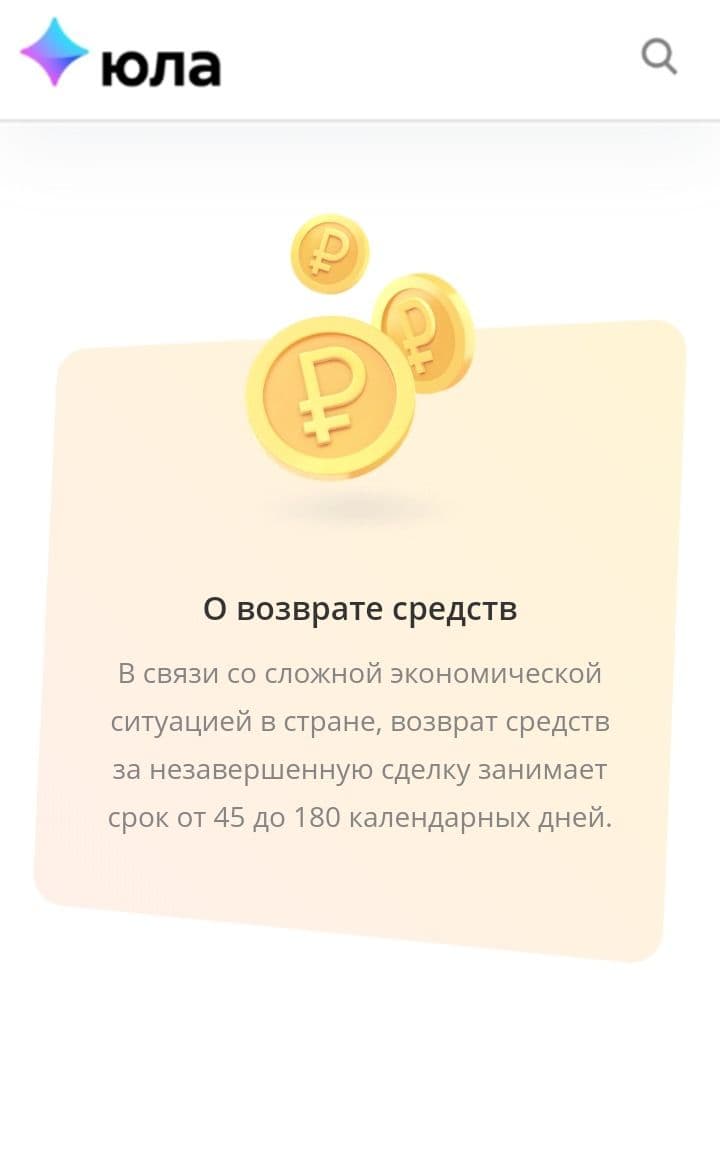 юла
О возврате средств
В связи со сложной экономической
ситуацией в стране, возврат средств
за незавершенную сделку занимает
срок от 45 до 180 календарных дней.